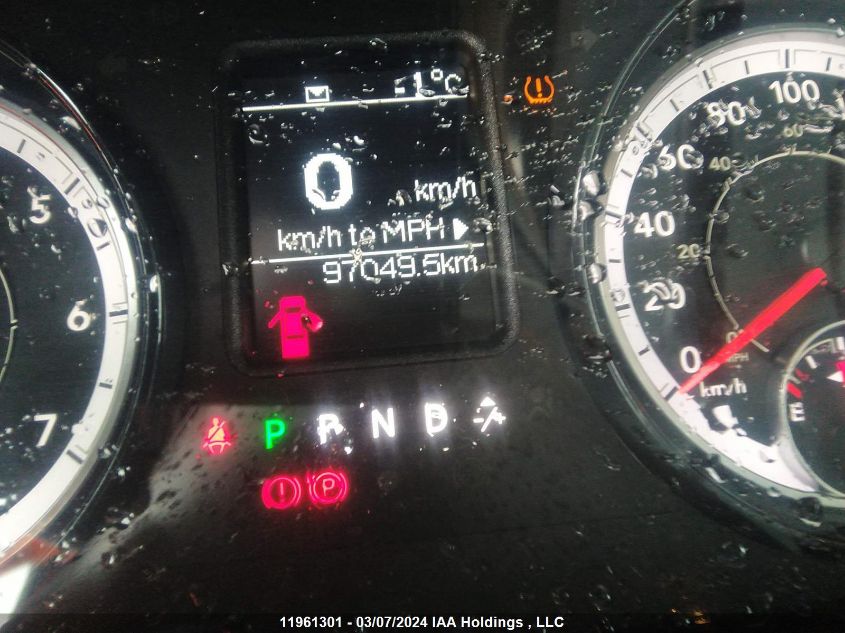 -1°C
0 km/h
km/h to MPH
97049.5km
5
6
7
P R N D
P
100
80
60
40
20
0
km/h
60
40
20
0
MPH
E
11961301 - 03/07/2024 IAA Holdings , LLC